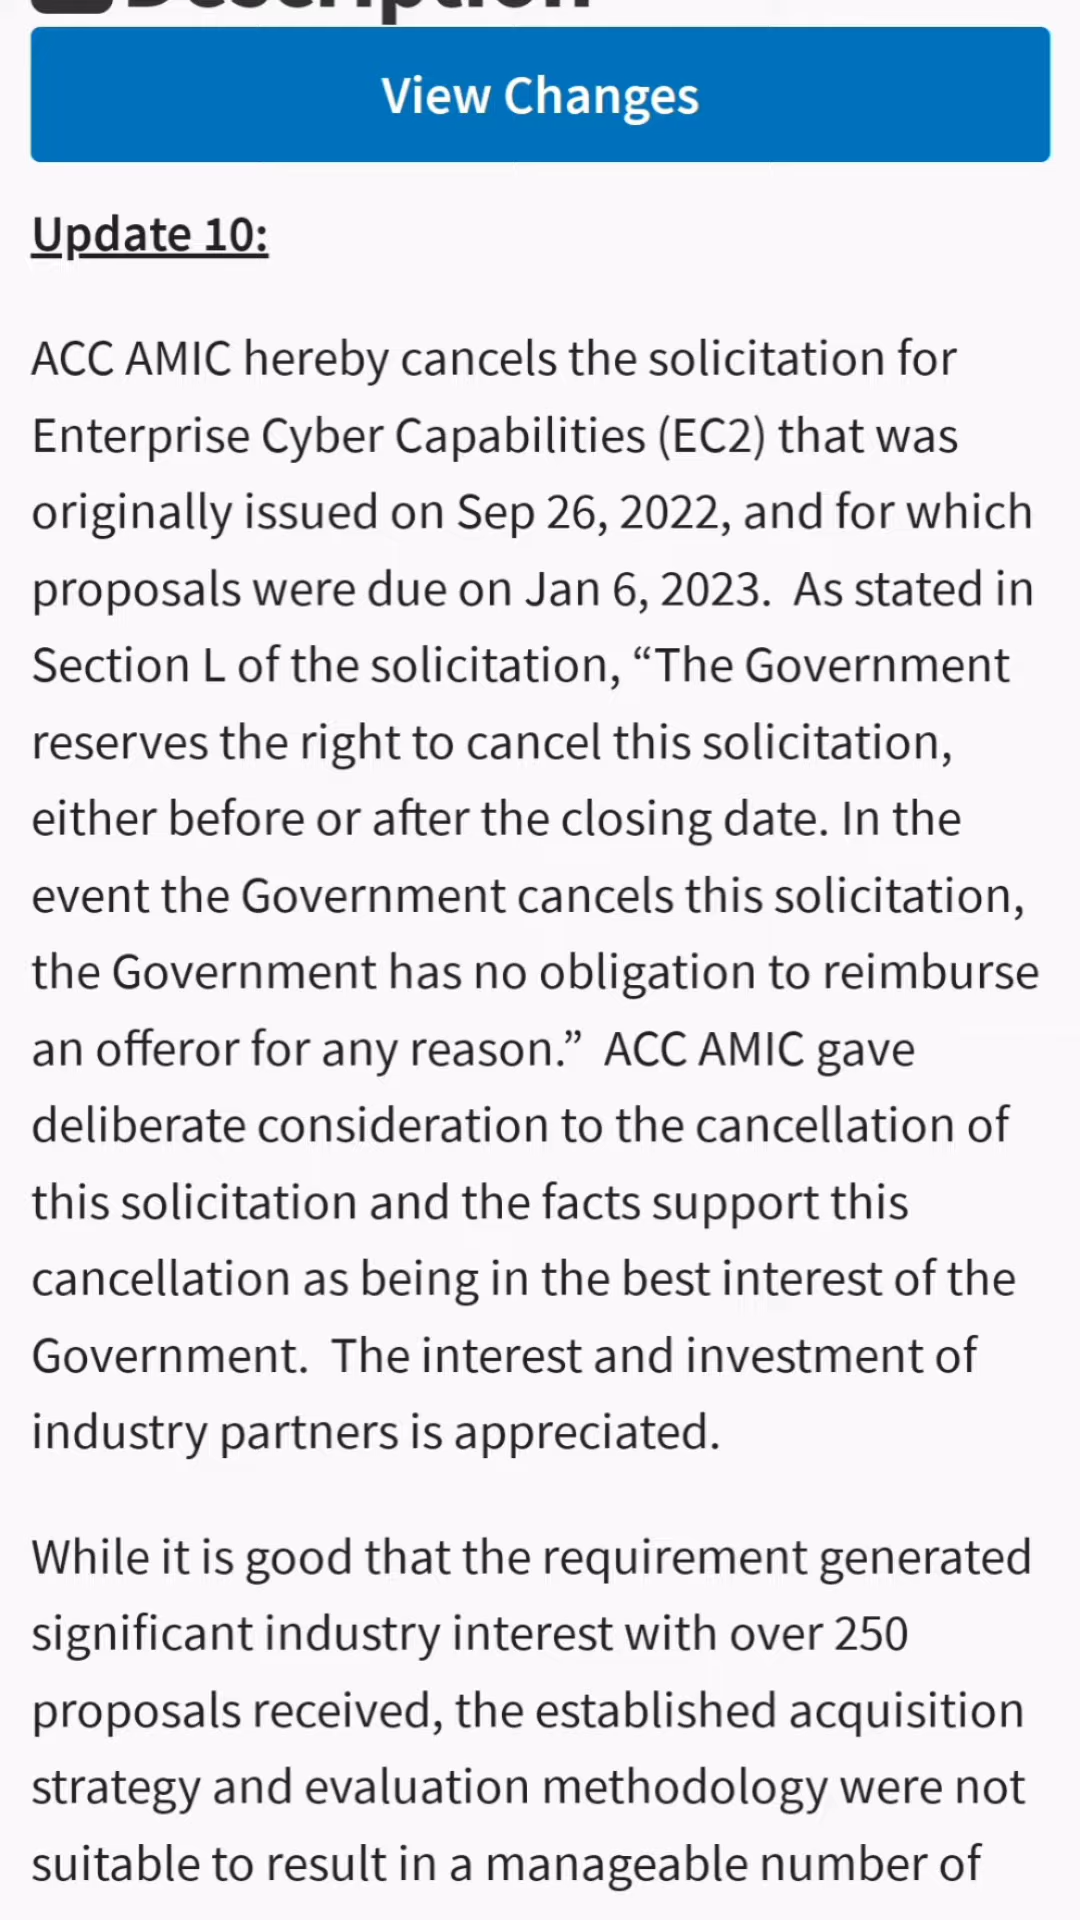 Description
View Changes
Update 10:
ACC AMIC hereby cancels the solicitation for
Enterprise Cyber Capabilities (EC2) that was
originally issued on Sep 26, 2022, and for which
proposals were due on Jan 6, 2023.  As stated in
Section L of the solicitation, “The Government
reserves the right to cancel this solicitation,
either before or after the closing date. In the
event the Government cancels this solicitation,
the Government has no obligation to reimburse
an offeror for any reason.”  ACC AMIC gave
deliberate consideration to the cancellation of
this solicitation and the facts support this
cancellation as being in the best interest of the
Government.  The interest and investment of
industry partners is appreciated.
While it is good that the requirement generated
significant industry interest with over 250
proposals received, the established acquisition
strategy and evaluation methodology were not
suitable to result in a manageable number of